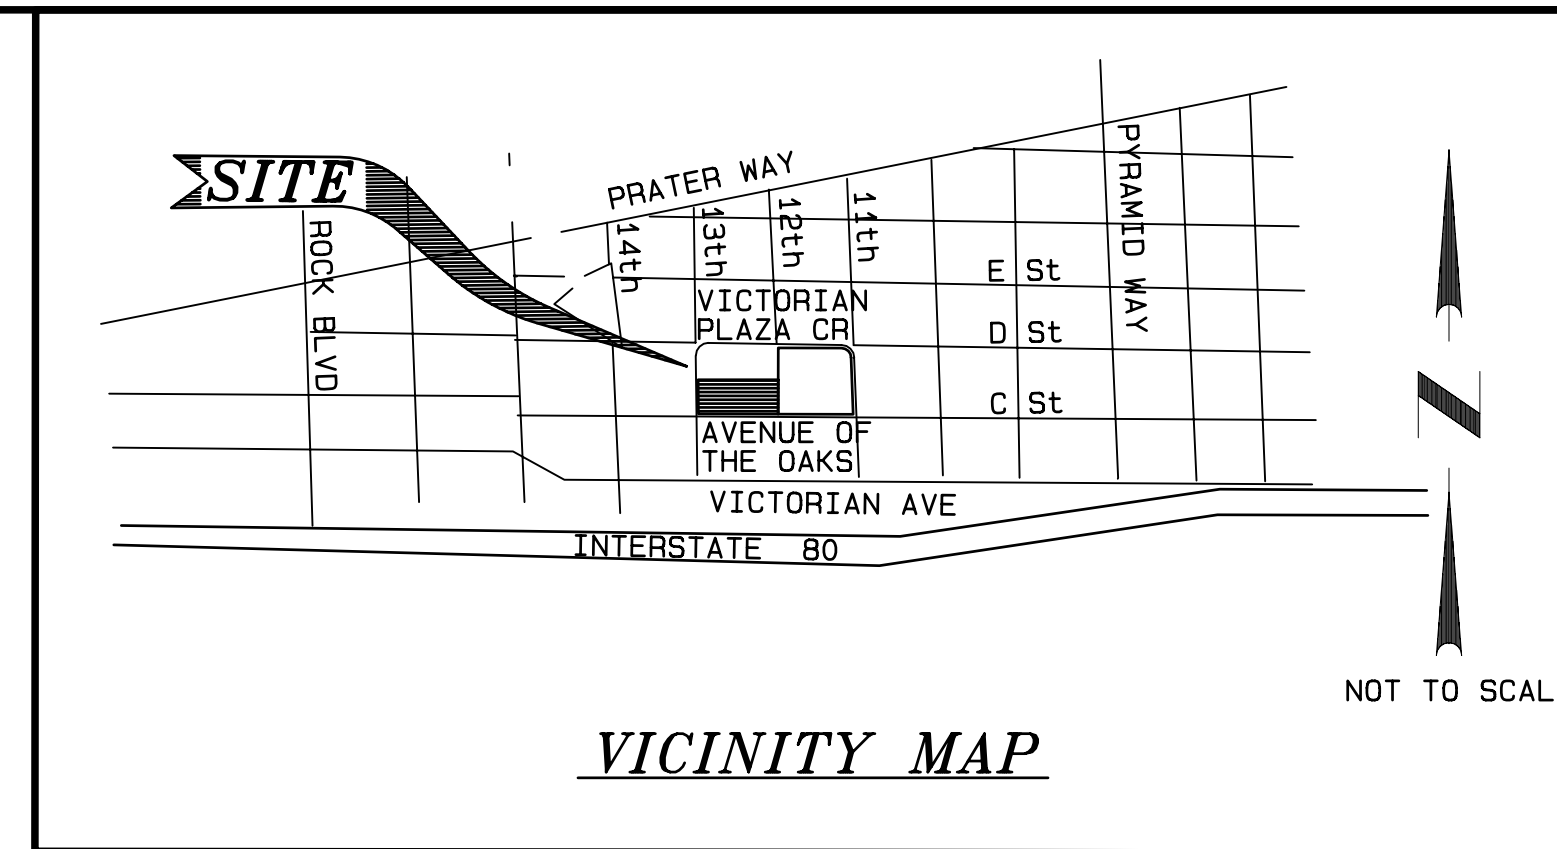 SITE
PRATER WAY
ROCK BLVD
14th
13th
12th
11th
PYRAMID WAY
E St
VICTORIAN
PLAZA CR
D St
C St
AVENUE OF
THE OAKS
VICTORIAN AVE
INTERSTATE 80
N
NOT TO SCAL
VICINITY MAP